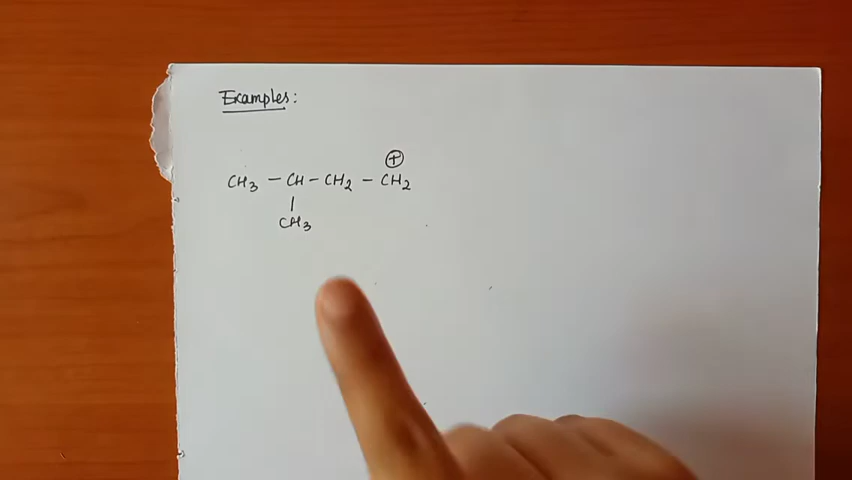 Examples:
⊕
CH3 - CH - CH2 - CH2
|
CH3